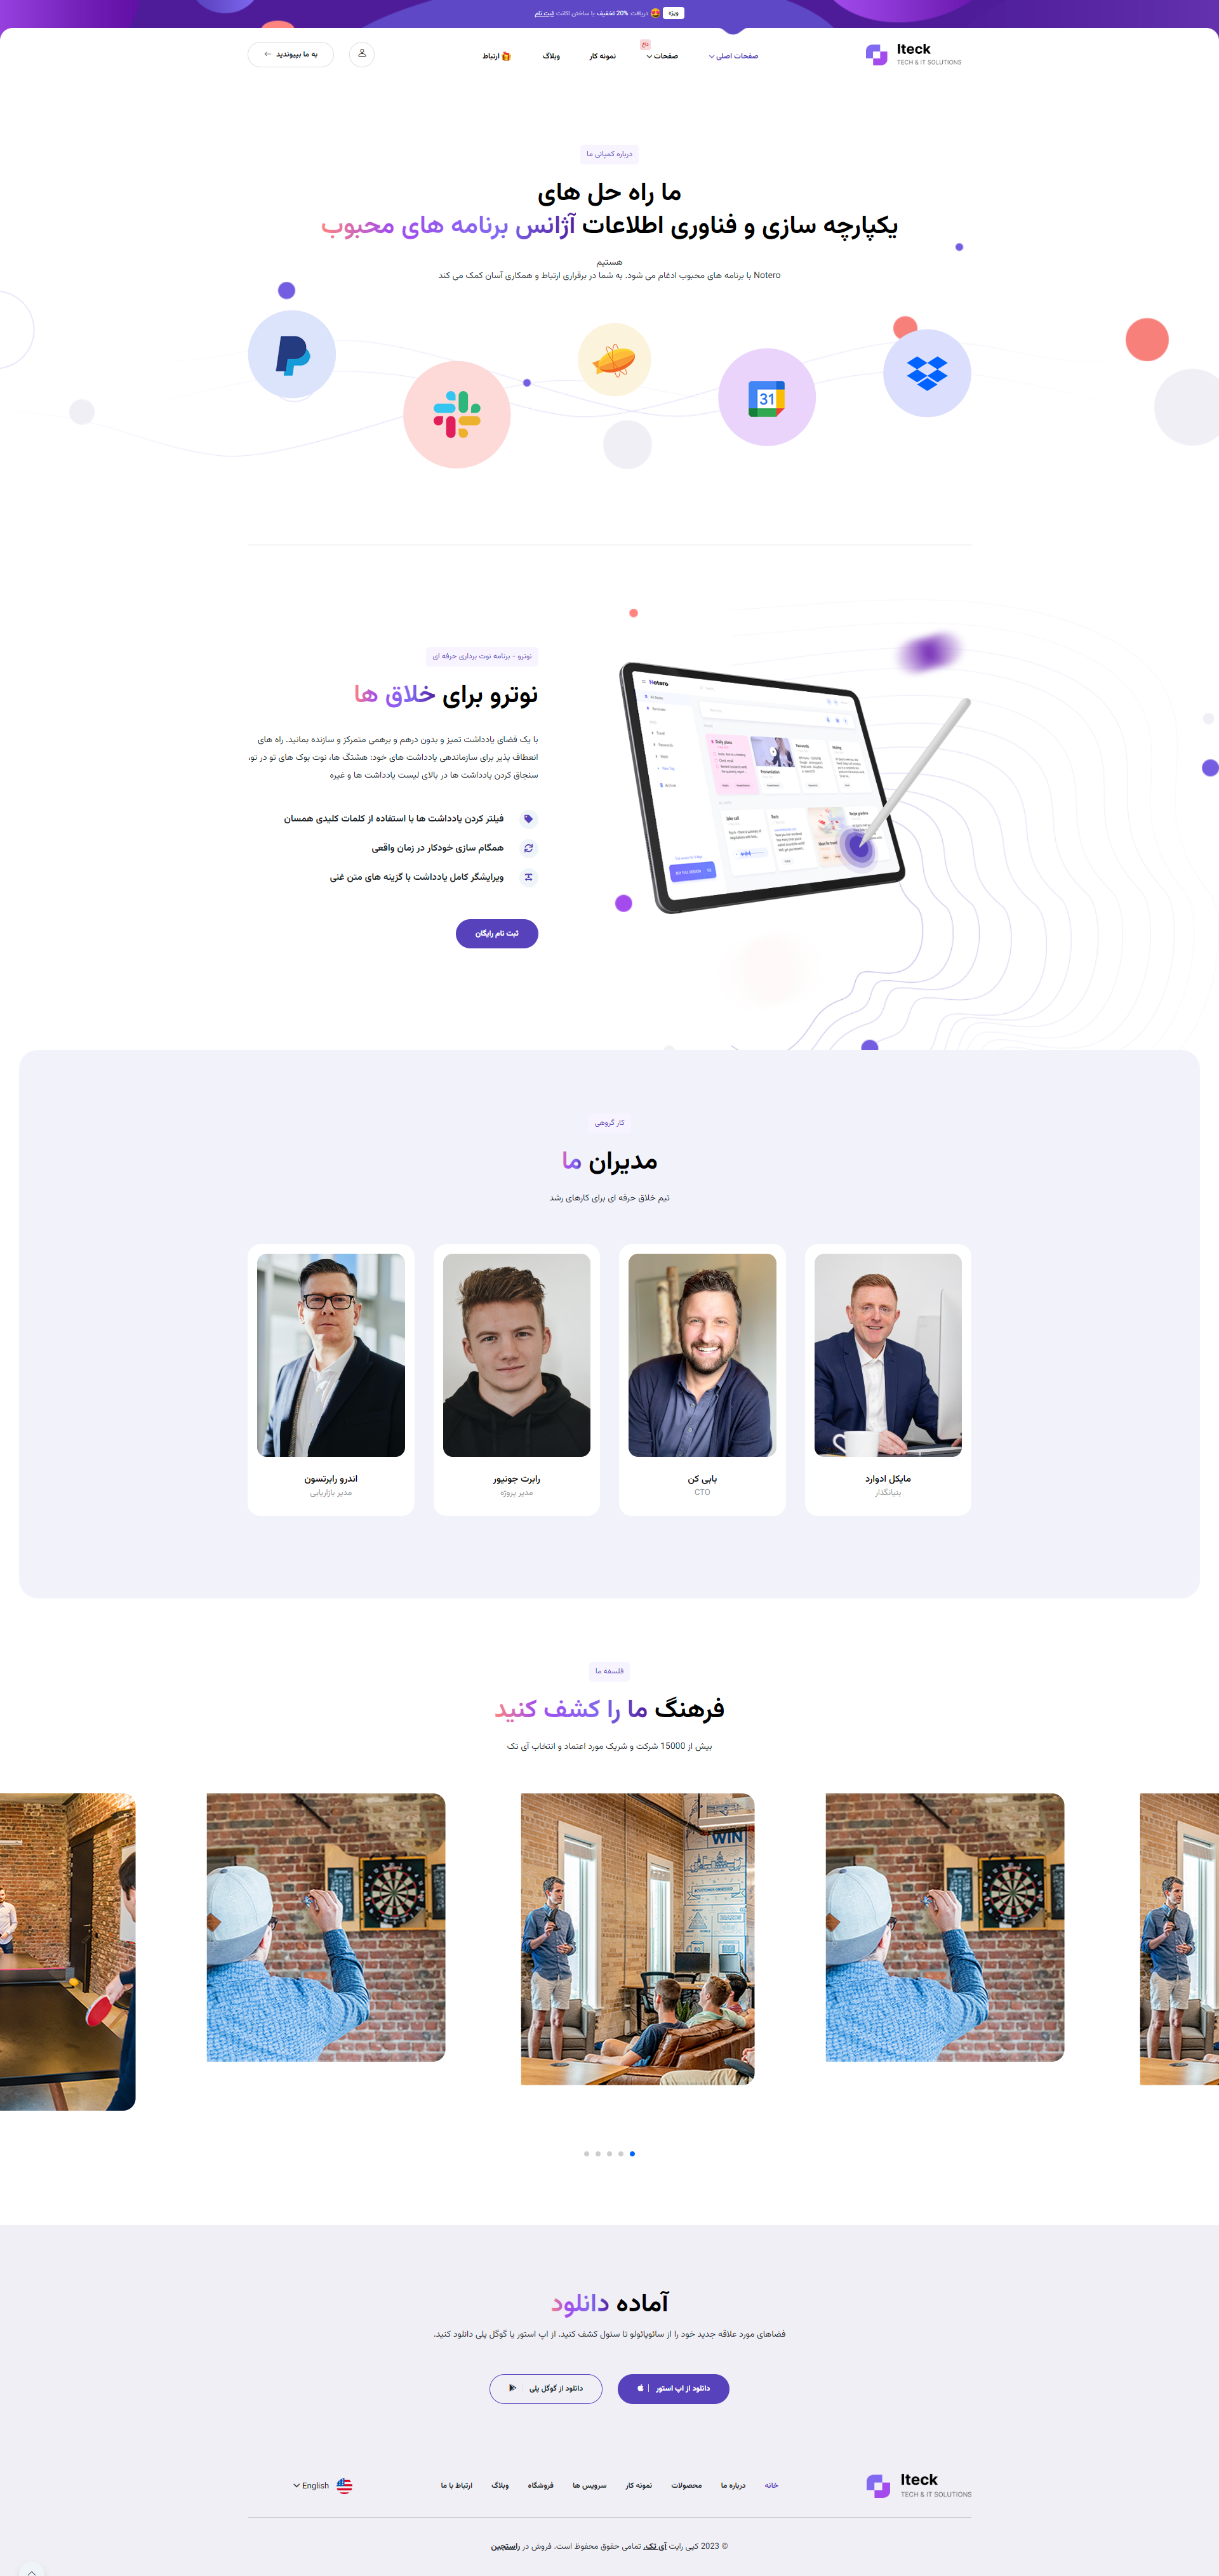 ویژه 🤩 دریافت 20% تخفیف با ساختن اکانت ثبت نام
Iteck
TECH & IT SOLUTIONS
صفحات اصلی
صفحات
داغ
نمونه کار
وبلاگ
ارتباط
به ما بپیوندید
درباره کمپانی ما
ما راه حل های
یکپارچه سازی و فناوری اطلاعات آژانس برنامه های محبوب
هستیم
Notero با برنامه های محبوب ادغام می شود. به شما در برقراری ارتباط و همکاری آسان کمک می کند
31
Notero
نوترو - برنامه نوت برداری حرفه ای
نوترو برای خلاق ها
با یک فضای یادداشت تمیز و بدون درهم و برهمی متمرکز و سازنده بمانید. راه های
انعطاف پذیر برای سازماندهی یادداشت های خود: هشتگ ها، نوت بوک های تو در تو،
سنجاق کردن یادداشت ها در بالای لیست یادداشت ها و غیره
فیلتر کردن یادداشت ها با استفاده از کلمات کلیدی همسان
همگام سازی خودکار در زمان واقعی
ویرایشگر کامل یادداشت با گزینه های متن غنی
ثبت نام رایگان
کار گروهی
مدیران ما
تیم خلاق حرفه ای برای کارهای رشد
مایکل ادوارد
بنیانگذار
بابی کن
CTO
رابرت جونیور
مدیر پروژه
اندرو رابرتسون
مدیر بازاریابی
فلسفه ما
فرهنگ ما را کشف کنید
بیش از 15000 شرکت و شریک مورد اعتماد و انتخاب آی تک
WIN
آماده دانلود
فضاهای مورد علاقه جدید خود را از سائوپائولو تا سئول کشف کنید. از اپ استور یا گوگل پلی دانلود کنید.
دانلود از اپ استور
دانلود از گوگل پلی
Iteck
TECH & IT SOLUTIONS
خانه
درباره ما
محصولات
نمونه کار
سرویس ها
فروشگاه
وبلاگ
ارتباط با ما
English
© 2023 کپی رایت آی تک. تمامی حقوق محفوظ است. فروش در راستچین